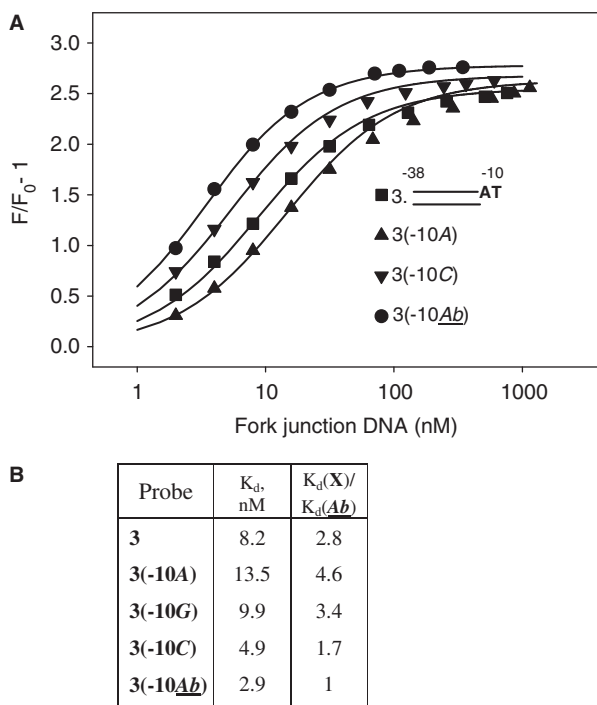 A
3.0
2.5
2.0
1.5
1.0
0.5
0.0
F/F₀- 1
-38 -10
3. AT
3(-10A)
3(-10C)
3(-10Ab)
1 10 100 1000
Fork junction DNA (nM)
B
Probe K_d, nM K_d(X)/ K_d(Ab)
3 8.2 2.8
3(-10A) 13.5 4.6
3(-10G) 9.9 3.4
3(-10C) 4.9 1.7
3(-10Ab) 2.9 1